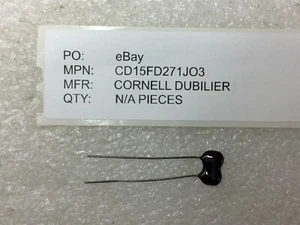 PO: eBay
MPN: CD15FD271JO3
MFR: CORNELL DUBILIER
QTY: N/A PIECES